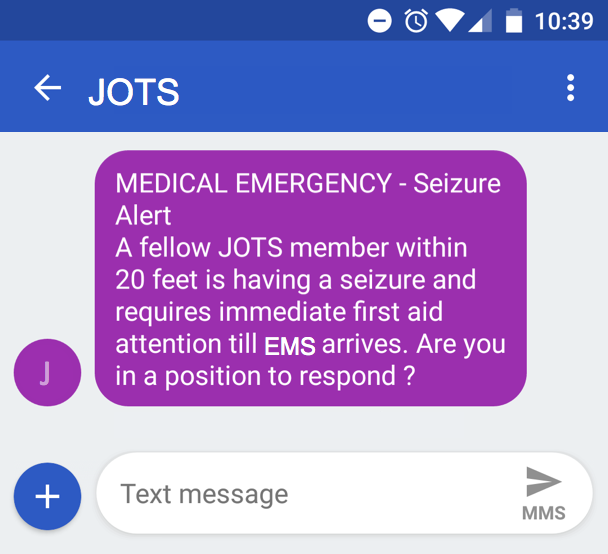 10:39
JOTS
MEDICAL EMERGENCY - Seizure
Alert
A fellow JOTS member within
20 feet is having a seizure and
requires immediate first aid
attention till EMS arrives. Are you
in a position to respond ?
J
Text message
MMS